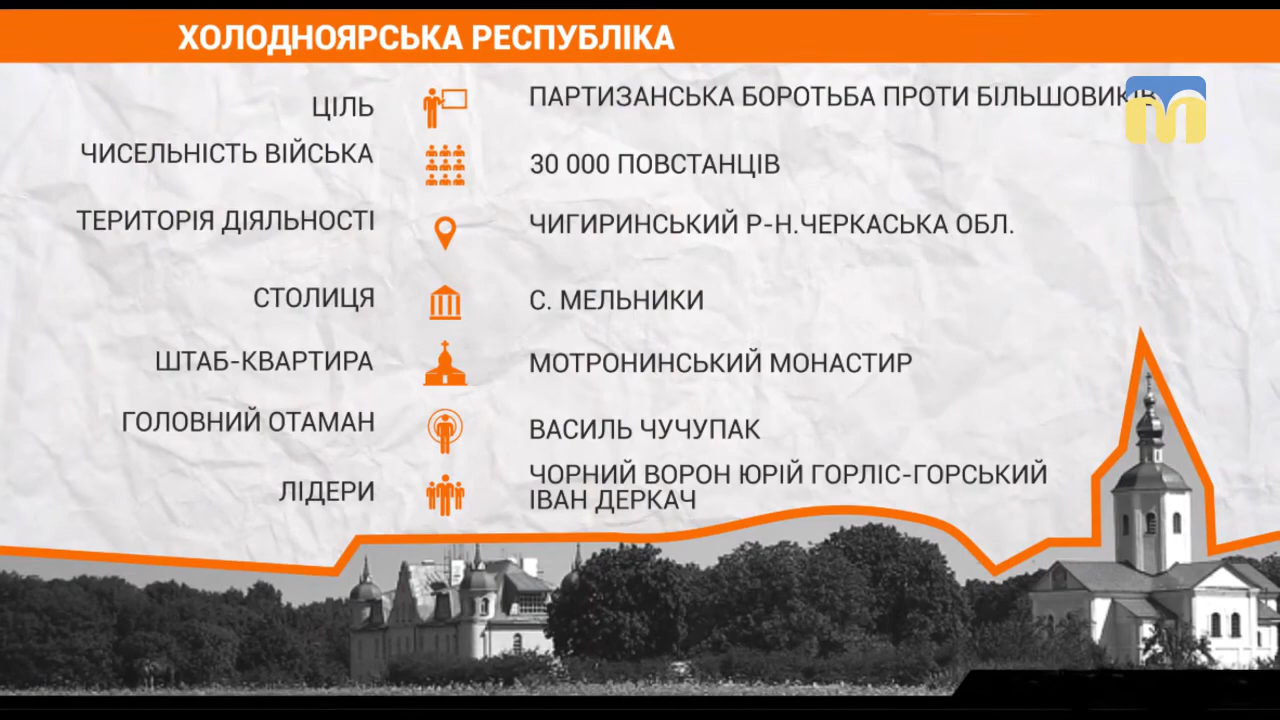 ХОЛОДНОЯРСЬКА РЕСПУБЛІКА
ЦІЛЬ
ПАРТИЗАНСЬКА БОРОТЬБА ПРОТИ БІЛЬШОВИКІВ
ЧИСЕЛЬНІСТЬ ВІЙСЬКА
30 000 ПОВСТАНЦІВ
ТЕРИТОРІЯ ДІЯЛЬНОСТІ
ЧИГИРИНСЬКИЙ Р-Н.ЧЕРКАСЬКА ОБЛ.
СТОЛИЦЯ
С. МЕЛЬНИКИ
ШТАБ-КВАРТИРА
МОТРОНИНСЬКИЙ МОНАСТИР
ГОЛОВНИЙ ОТАМАН
ВАСИЛЬ ЧУЧУПАК
ЛІДЕРИ
ЧОРНИЙ ВОРОН ЮРІЙ ГОРЛІС-ГОРСЬКИЙ
ІВАН ДЕРКАЧ